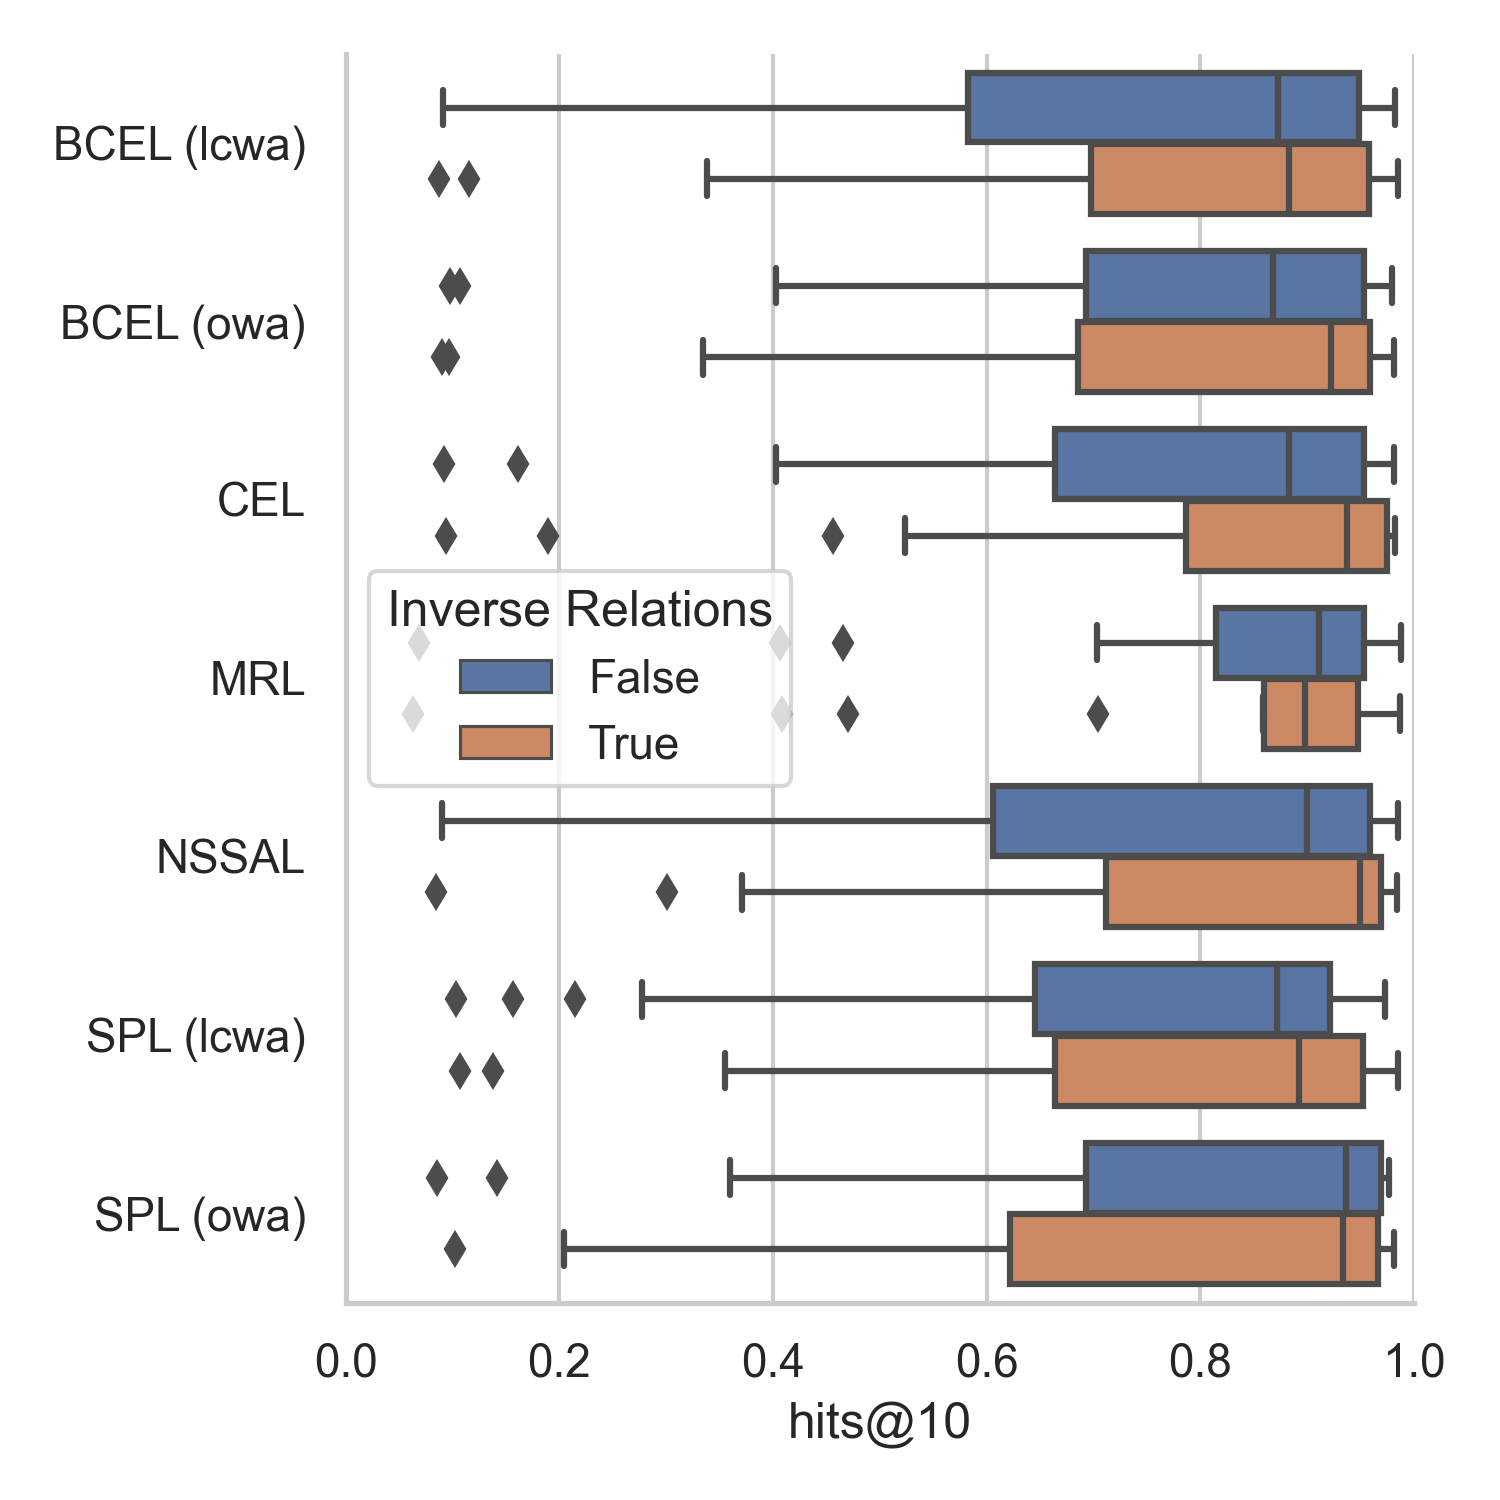 BCEL (lcwa)
BCEL (owa)
CEL
MRL
NSSAL
SPL (lcwa)
SPL (owa)
Inverse Relations
False
True
0.0 0.2 0.4 0.6 0.8 1.0
hits@10